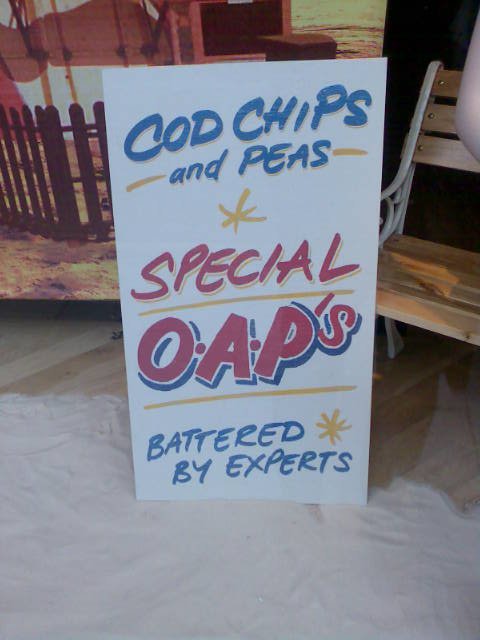 COD CHIPS
- and PEAS -
SPECIAL
O·A·P'S
BATTERED
BY EXPERTS